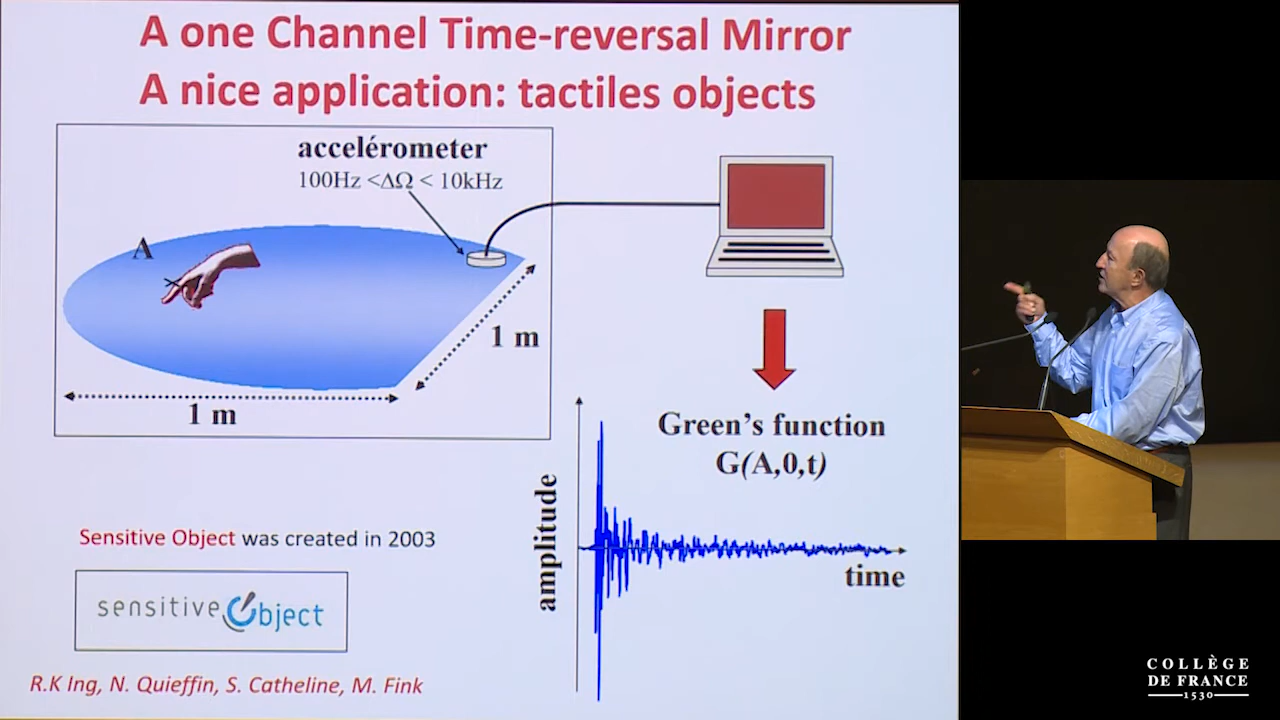 A one Channel Time-reversal Mirror
A nice application: tactiles objects
accelérometer
100Hz <ΔΩ < 10kHz
A
1 m
1 m
Green's function
G(A,0,t)
amplitude
time
Sensitive Object was created in 2003
sensitive Object
R.K Ing, N. Quieffin, S. Catheline, M. Fink
COLLÈGE
DE FRANCE
1530